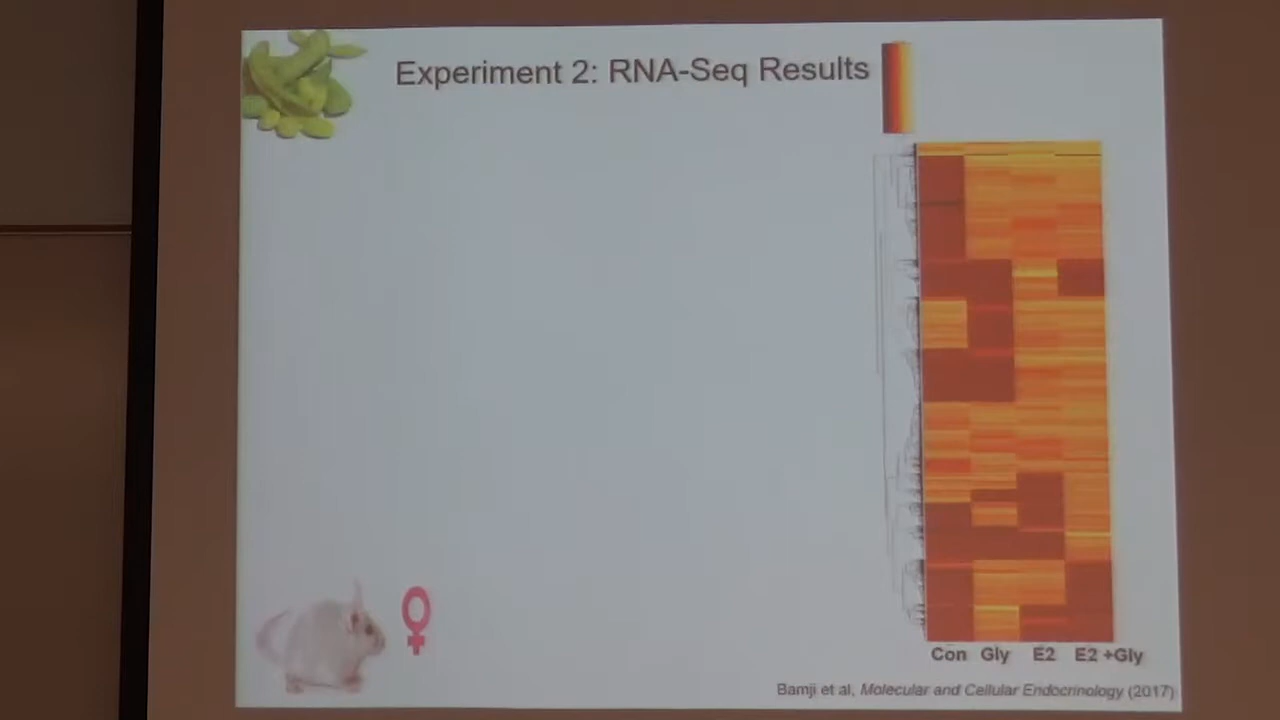 Experiment 2: RNA-Seq Results
Con Gly E2 E2 +Gly
Bamji et al, Molecular and Cellular Endocrinology (2017)